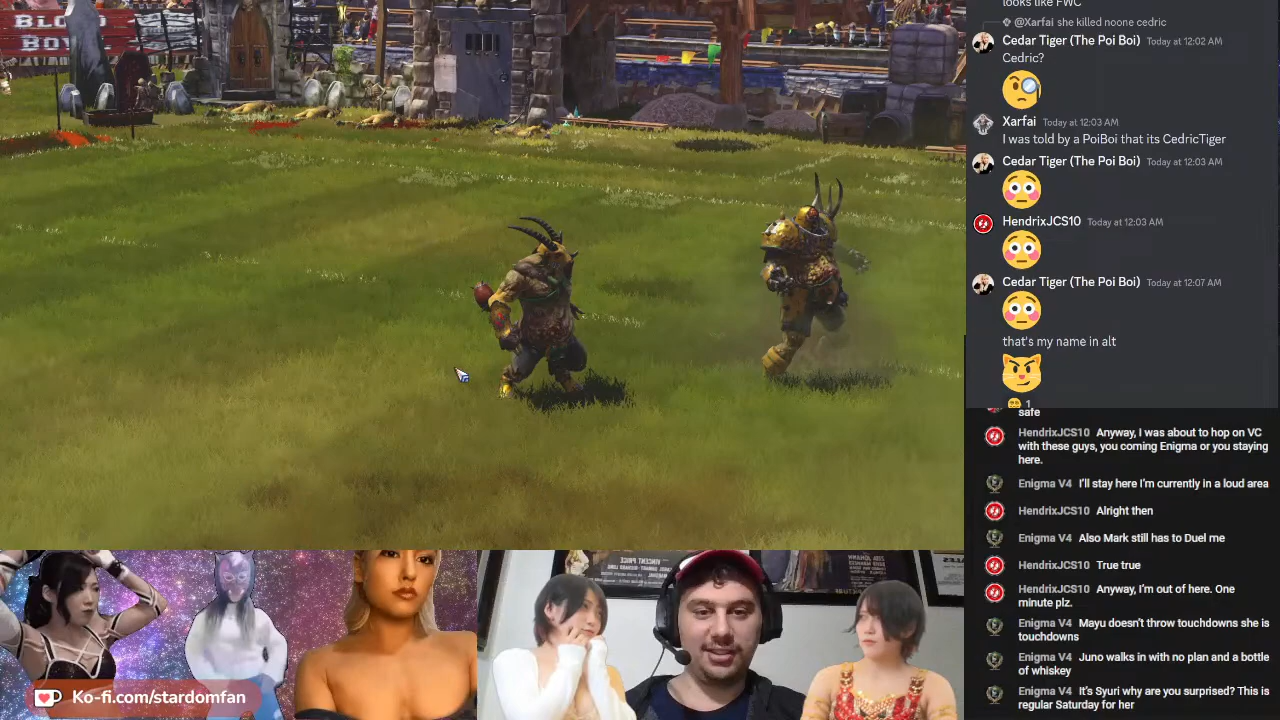 BLOOD
BOWL
looks like FWC
@Xarfai she killed noone cedric
Cedar Tiger (The Poi Boi) Today at 12:02 AM
Cedric?
Xarfai Today at 12:03 AM
I was told by a PoiBoi that its CedricTiger
Cedar Tiger (The Poi Boi) Today at 12:03 AM
HendrixJCS10 Today at 12:03 AM
Cedar Tiger (The Poi Boi) Today at 12:07 AM
that's my name in alt
1
safe
HendrixJCS10 Anyway, I was about to hop on VC
with these guys, you coming Enigma or you staying
here.
Enigma V4 I'll stay here I'm currently in a loud area
HendrixJCS10 Alright then
Enigma V4 Also Mark still has to Duel me
HendrixJCS10 True true
HendrixJCS10 Anyway, I'm out of here. One
minute plz.
Enigma V4 Mayu doesn't throw touchdowns she is
touchdowns
Enigma V4 Juno walks in with no plan and a bottle
of whiskey
Enigma V4 It's Syuri why are you surprised? This is
regular Saturday for her
Ko-fi.com/stardomfan